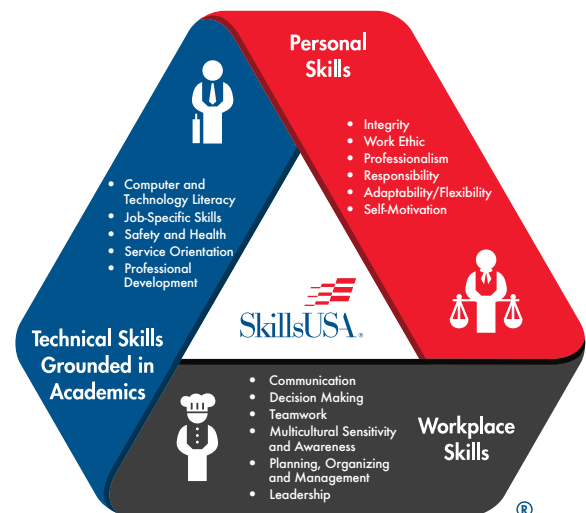 Personal
Skills
• Integrity
• Work Ethic
• Professionalism
• Responsibility
• Adaptability/Flexibility
• Self-Motivation
• Computer and
Technology Literacy
• Job-Specific Skills
• Safety and Health
• Service Orientation
• Professional
Development
Technical Skills
Grounded in
Academics
SkillsUSA®
• Communication
• Decision Making
• Teamwork
• Multicultural Sensitivity
and Awareness
• Planning, Organizing
and Management
• Leadership
Workplace
Skills
®